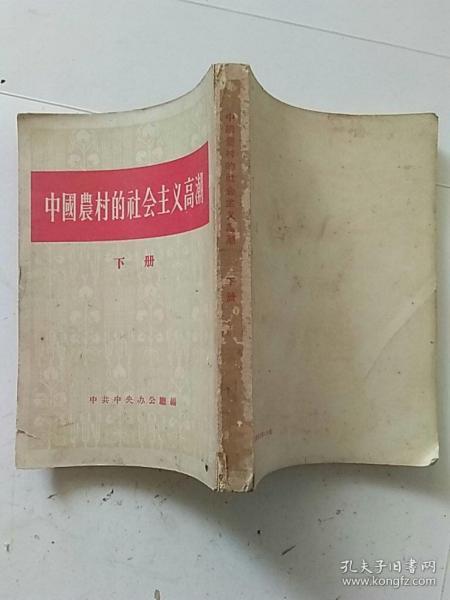 中國農村的社会主义高潮
下册
中共中央办公廳編
中國農村的社会主义高潮
下册
孔夫子旧书网
www.kongfz.com